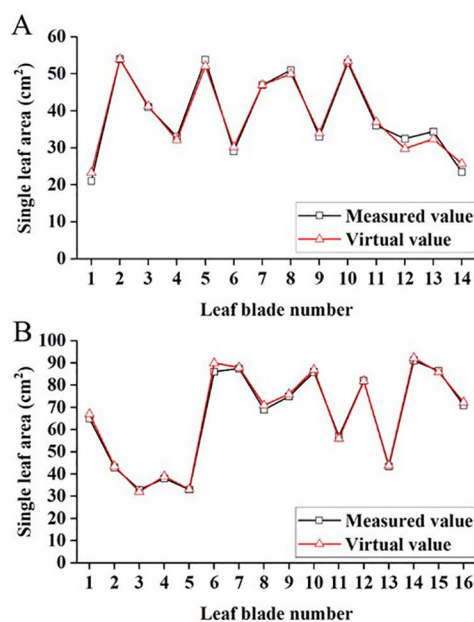 A
60
50
40
30
20
10
0
Single leaf area (cm²)
Measured value
Virtual value
1 2 3 4 5 6 7 8 9 10 11 12 13 14
Leaf blade number
B
100
90
80
70
60
50
40
30
20
10
0
Single leaf area (cm²)
Measured value
Virtual value
1 2 3 4 5 6 7 8 9 10 11 12 13 14 15 16
Leaf blade number